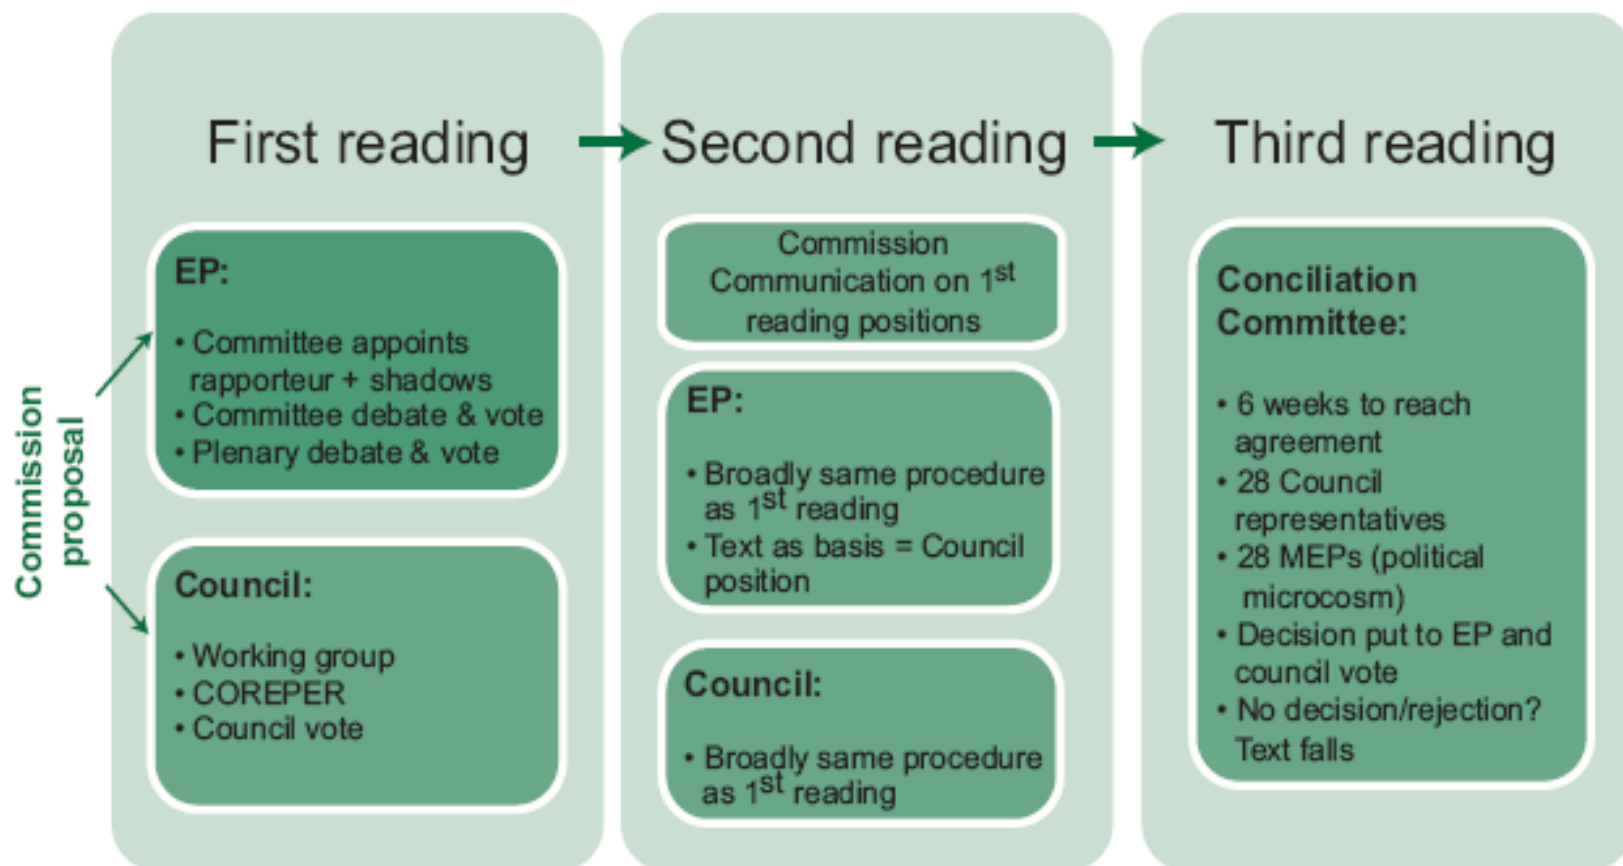 Commission
proposal
First reading
EP:
• Committee appoints
rapporteur + shadows
• Committee debate & vote
• Plenary debate & vote
Council:
• Working group
• COREPER
• Council vote
Second reading
Commission
Communication on 1st
reading positions
EP:
• Broadly same procedure
as 1st reading
• Text as basis = Council
position
Council:
• Broadly same procedure
as 1st reading
Third reading
Conciliation
Committee:
• 6 weeks to reach
agreement
• 28 Council
representatives
• 28 MEPs (political
microcosm)
• Decision put to EP and
council vote
• No decision/rejection?
Text falls